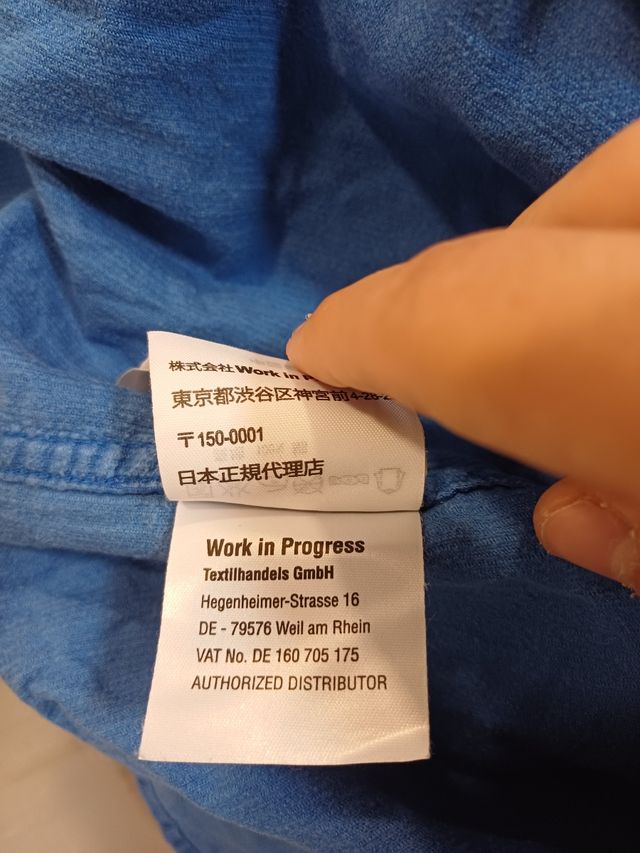 株式会社Work in
東京都渋谷区神宮前4-26-2
〒150-0001
日本正規代理店
Work in Progress
Textilhandels GmbH
Hegenheimer-Strasse 16
DE - 79576 Weil am Rhein
VAT No. DE 160 705 175
AUTHORIZED DISTRIBUTOR